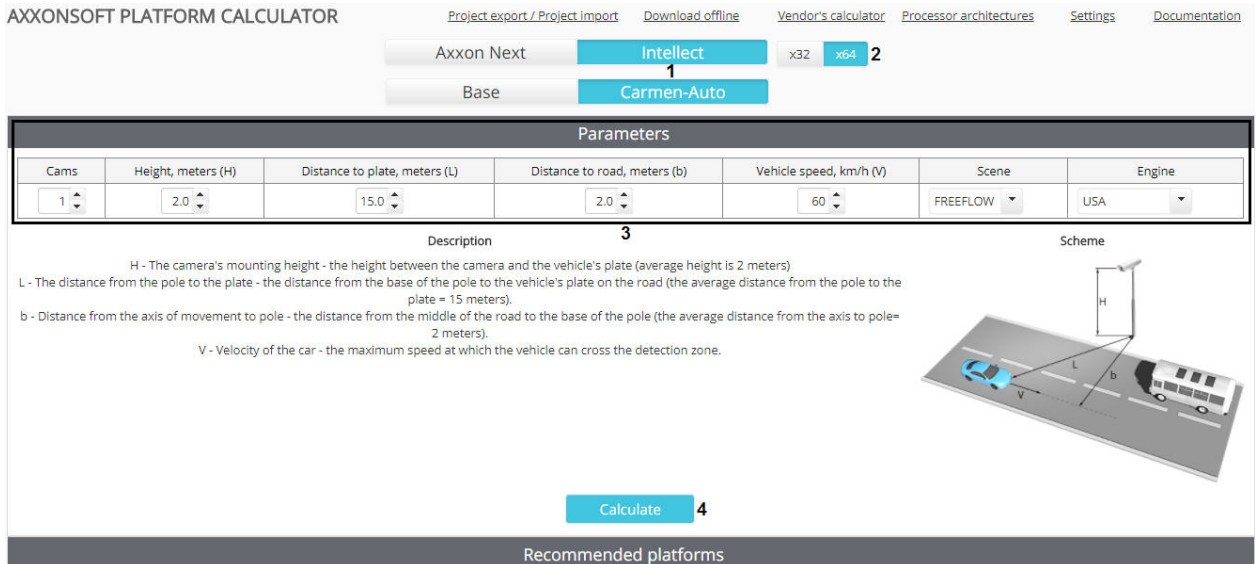 AXXONSOFT PLATFORM CALCULATOR
Project export / Project import Download offline Vendor's calculator Processor architectures Settings Documentation
Axxon Next Intellect x32 x64 2
1
Base Carmen-Auto
Parameters
Cams Height, meters (H) Distance to plate, meters (L) Distance to road, meters (b) Vehicle speed, km/h (V) Scene Engine
1 2.0 15.0 2.0 60 FREEFLOW USA
3
Description Scheme
H - The camera's mounting height - the height between the camera and the vehicle's plate (average height is 2 meters)
L - The distance from the pole to the plate - the distance from the base of the pole to the vehicle's plate on the road (the average distance from the pole to the
plate = 15 meters).
b - Distance from the axis of movement to pole - the distance from the middle of the road to the base of the pole (the average distance from the axis to pole=
2 meters).
V - Velocity of the car - the maximum speed at which the vehicle can cross the detection zone.
H
L
b
V
Calculate 4
Recommended platforms